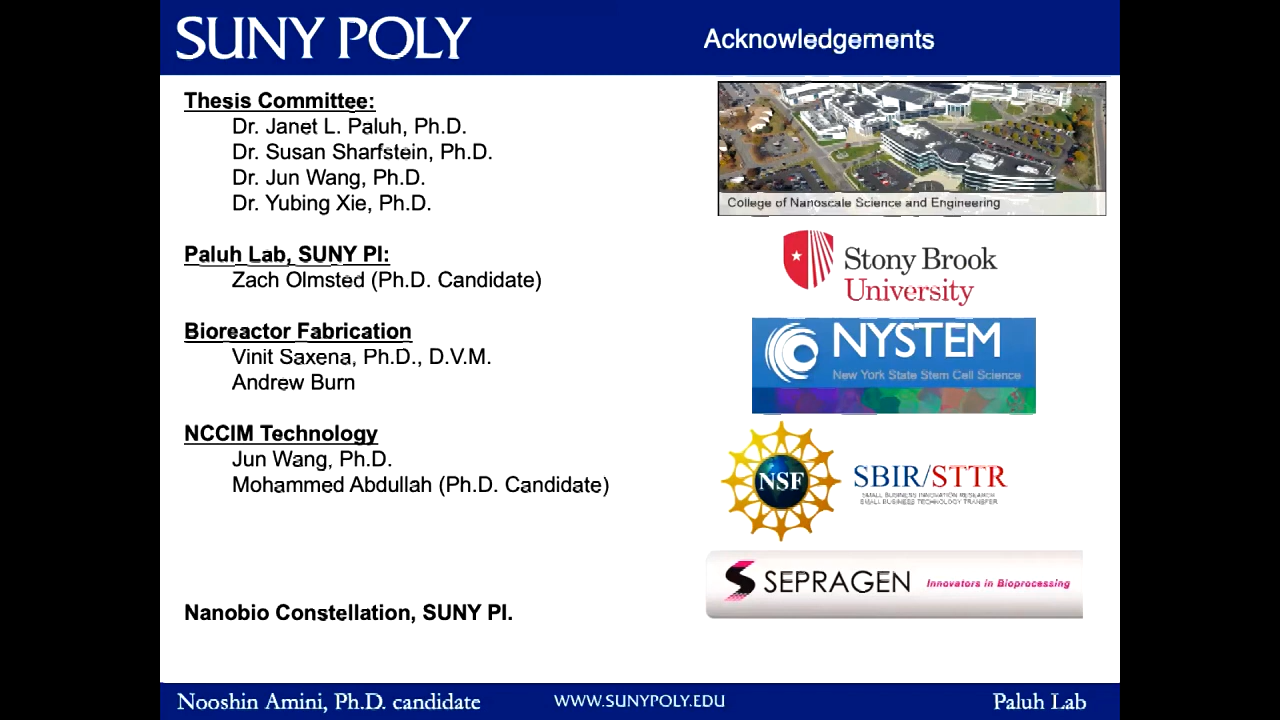 SUNY POLY
Acknowledgements
Thesis Committee:
Dr. Janet L. Paluh, Ph.D.
Dr. Susan Sharfstein, Ph.D.
Dr. Jun Wang, Ph.D.
Dr. Yubing Xie, Ph.D.
Paluh Lab, SUNY PI:
Zach Olmsted (Ph.D. Candidate)
Bioreactor Fabrication
Vinit Saxena, Ph.D., D.V.M.
Andrew Burn
NCCIM Technology
Jun Wang, Ph.D.
Mohammed Abdullah (Ph.D. Candidate)
Nanobio Constellation, SUNY PI.
College of Nanoscale Science and Engineering
Stony Brook
University
NYSTEM
New York State Stem Cell Science
NSF
SBIR/STTR
SMALL BUSINESS INNOVATION RESEARCH
SMALL BUSINESS TECHNOLOGY TRANSFER
SEPRAGEN
Innovators in Bioprocessing
Nooshin Amini, Ph.D. candidate
WWW.SUNYPOLY.EDU
Paluh Lab